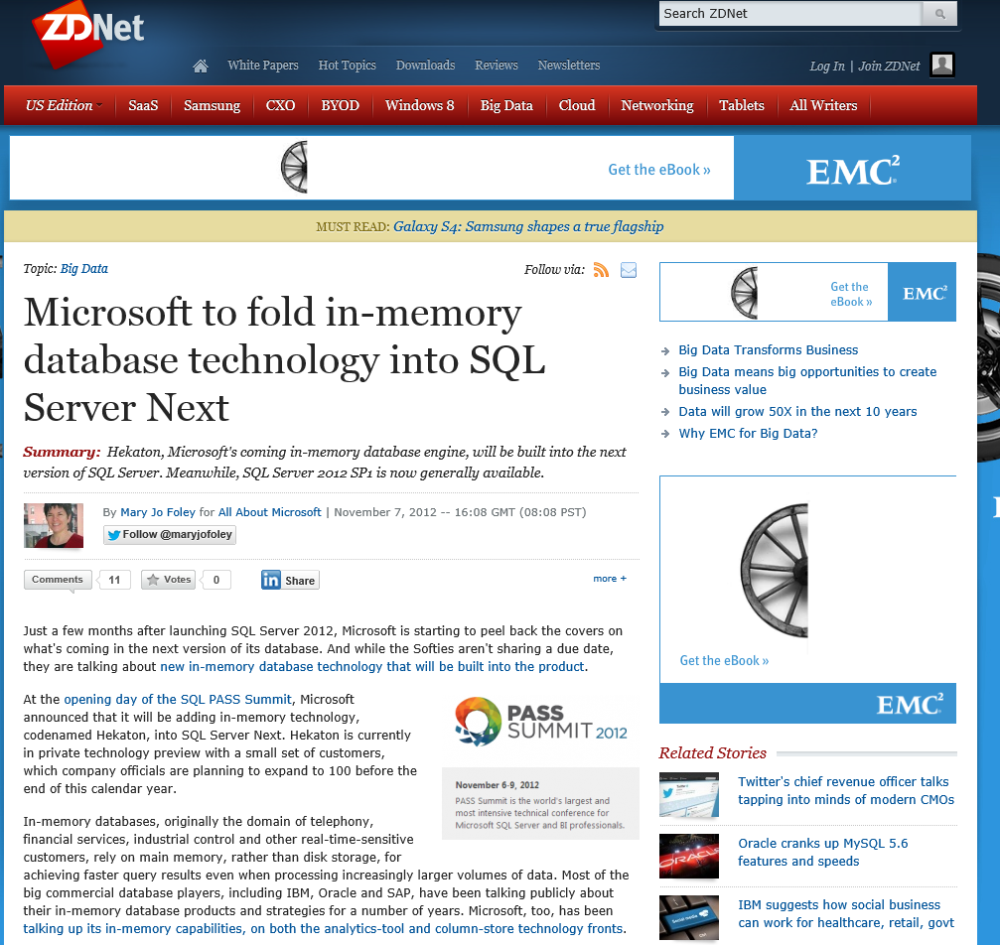 ZDNet
Search ZDNet
White Papers Hot Topics Downloads Reviews Newsletters
Log In | Join ZDNet
US Edition SaaS Samsung CXO BYOD Windows 8 Big Data Cloud Networking Tablets All Writers
Get the eBook »
EMC²
MUST READ: Galaxy S4: Samsung shapes a true flagship
Topic: Big Data
Follow via:
Microsoft to fold in-memory
database technology into SQL
Server Next
Summary: Hekaton, Microsoft's coming in-memory database engine, will be built into the next
version of SQL Server. Meanwhile, SQL Server 2012 SP1 is now generally available.
By Mary Jo Foley for All About Microsoft | November 7, 2012 -- 16:08 GMT (08:08 PST)
Follow @maryjofoley
Comments 11 Votes 0 in Share more +
Just a few months after launching SQL Server 2012, Microsoft is starting to peel back the covers on
what's coming in the next version of its database. And while the Softies aren't sharing a due date,
they are talking about new in-memory database technology that will be built into the product.
At the opening day of the SQL PASS Summit, Microsoft
announced that it will be adding in-memory technology,
codenamed Hekaton, into SQL Server Next. Hekaton is currently
in private technology preview with a small set of customers,
which company officials are planning to expand to 100 before the
end of this calendar year.
PASS
SUMMIT 2012
November 6-9, 2012
PASS Summit is the world's largest and
most intensive technical conference for
Microsoft SQL Server and BI professionals.
In-memory databases, originally the domain of telephony,
financial services, industrial control and other real-time-sensitive
customers, rely on main memory, rather than disk storage, for
achieving faster query results even when processing increasingly larger volumes of data. Most of the
big commercial database players, including IBM, Oracle and SAP, have been talking publicly about
their in-memory database products and strategies for a number of years. Microsoft, too, has been
talking up its in-memory capabilities, on both the analytics-tool and column-store technology fronts.
Get the
eBook »
EMC²
Big Data Transforms Business
Big Data means big opportunities to create
business value
Data will grow 50X in the next 10 years
Why EMC for Big Data?
Get the eBook »
EMC²
Related Stories
Twitter's chief revenue officer talks
tapping into minds of modern CMOs
ORACLE
Oracle cranks up MySQL 5.6
features and speeds
Social media
IBM suggests how social business
can work for healthcare, retail, govt